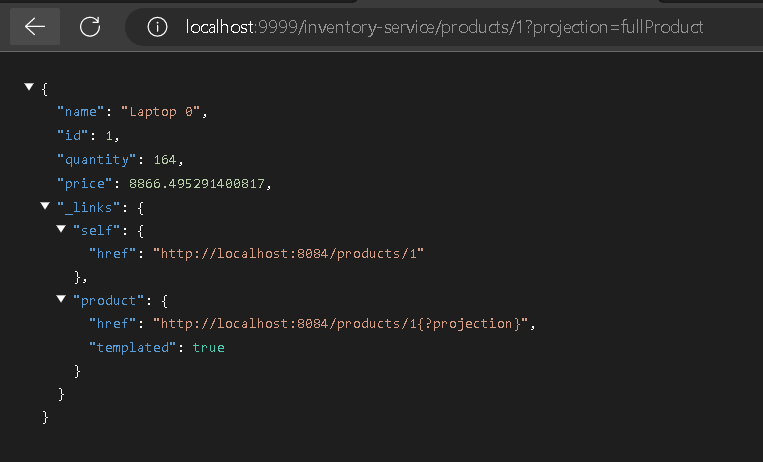 localhost:9999/inventory-service/products/1?projection=fullProduct
{
"name": "Laptop 0",
"id": 1,
"quantity": 164,
"price": 8866.495291400817,
"_links": {
"self": {
"href": "http://localhost:8084/products/1"
},
"product": {
"href": "http://localhost:8084/products/1{?projection}",
"templated": true
}
}
}